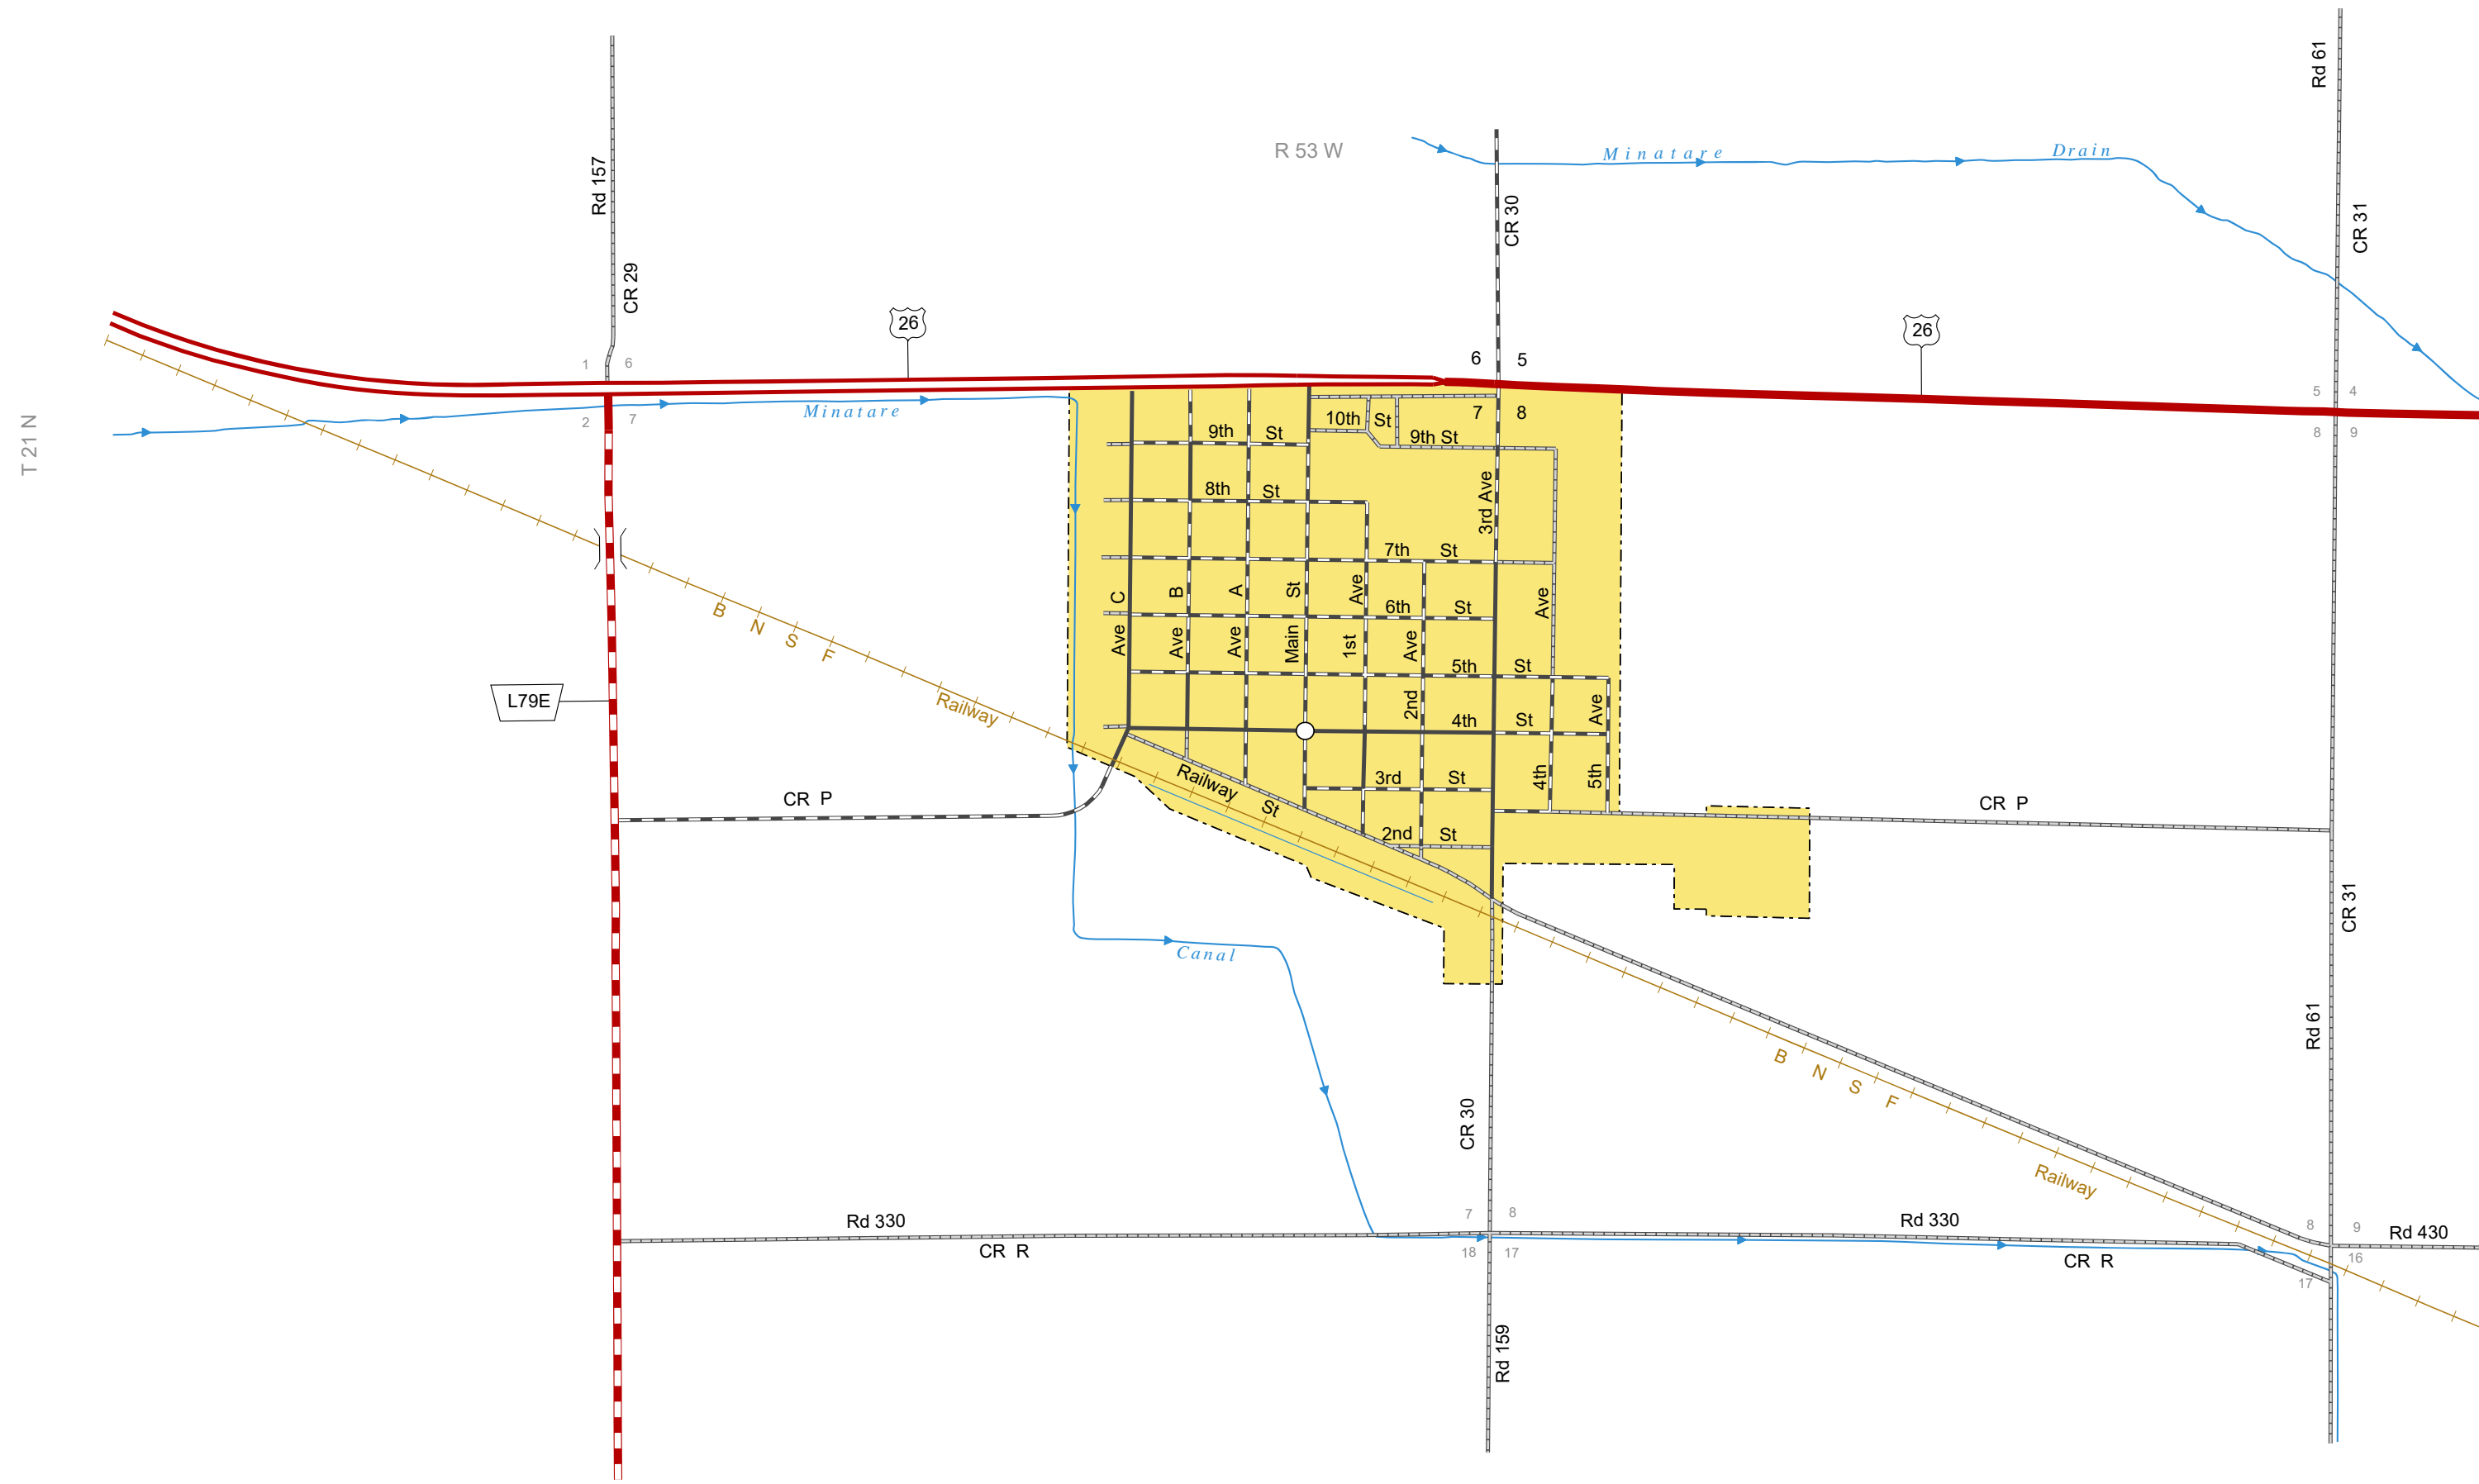 Rd 61
R 53 W
Minatare Drain
Rd 157
CR 30
CR 31
CR 29
26
26
6 5
1 6
5 4
T 21 N
Minatare
2 7
10th St
7 8
8 9
9th St
9th St
8th St
3rd Ave
7th St
Ave C
Ave B
Ave A
Main St
1st Ave
6th St
Ave
2nd Ave
5th St
B N S F Railway
L79E
4th St
4th
5th Ave
3rd St
Railway St
CR P
CR P
2nd St
CR 31
Canal
Rd 61
B N S F Railway
CR 30
7 8
Rd 330
Rd 330
8 9
Rd 430
CR R
18 17
CR R
16
17
Rd 159